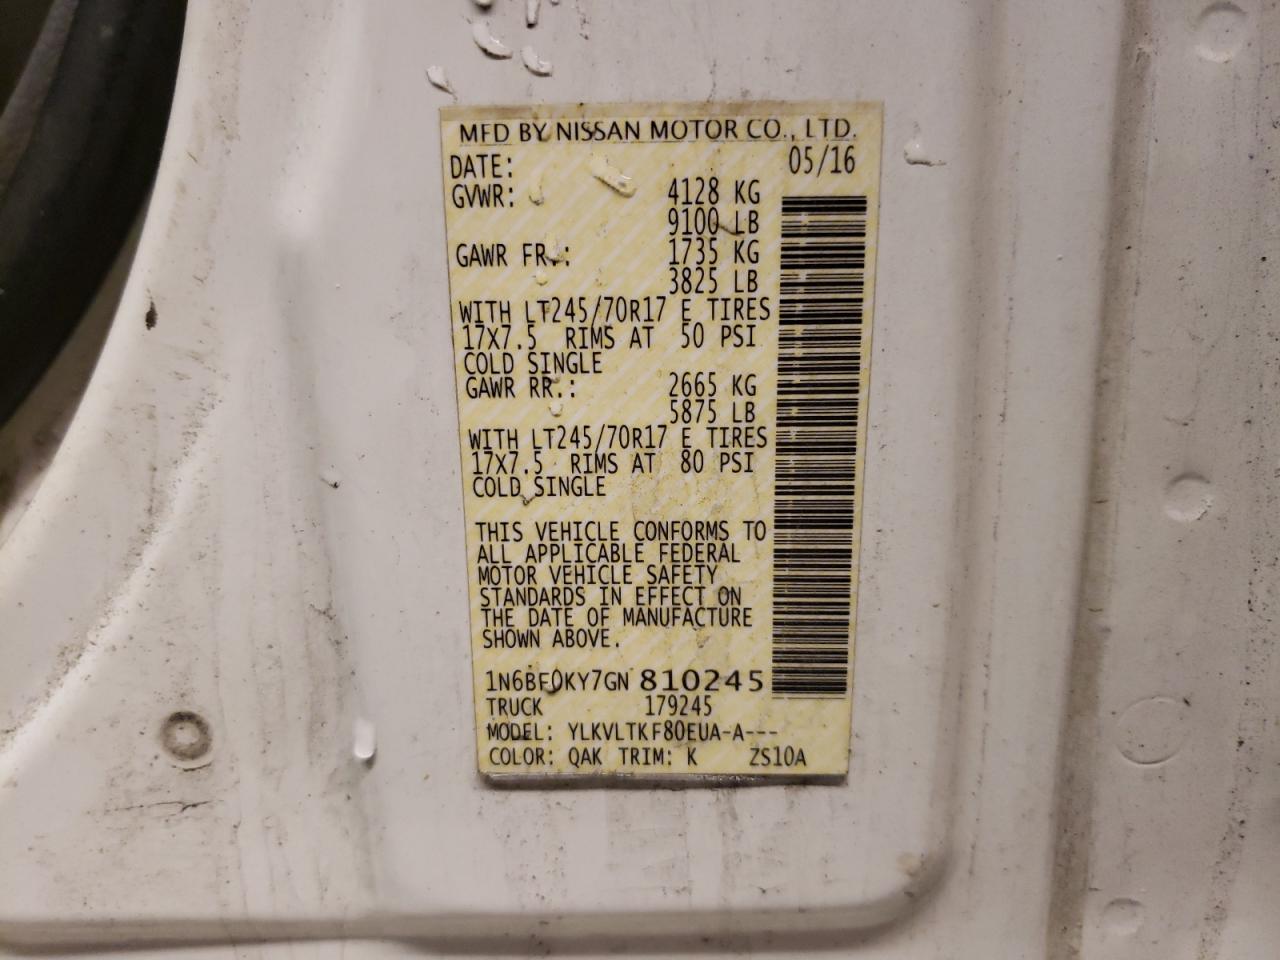 MFD BY NISSAN MOTOR CO., LTD.
DATE: 05/16
GVWR: 4128 KG
9100 LB
GAWR FR.: 1735 KG
3825 LB
WITH LT245/70R17 E TIRES
17X7.5 RIMS AT 50 PSI
COLD SINGLE
GAWR RR.: 2665 KG
5875 LB
WITH LT245/70R17 E TIRES
17X7.5 RIMS AT 80 PSI
COLD SINGLE
THIS VEHICLE CONFORMS TO
ALL APPLICABLE FEDERAL
MOTOR VEHICLE SAFETY
STANDARDS IN EFFECT ON
THE DATE OF MANUFACTURE
SHOWN ABOVE.
1N6BF0KY7GN 810245
TRUCK 179245
MODEL: YLKVLTKF80EUA-A---
COLOR: QAK TRIM: K ZS10A